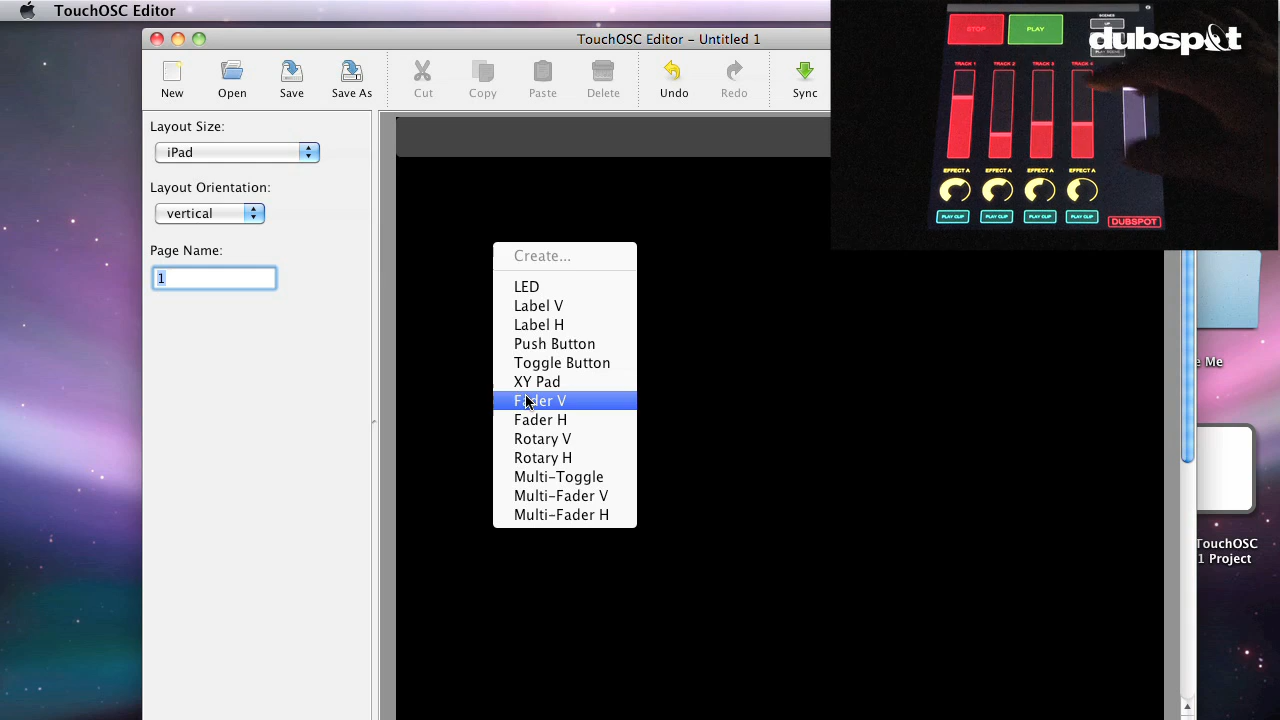 TouchOSC Editor
TouchOSC Editor – Untitled 1
New
Open
Save
Save As
Cut
Copy
Paste
Delete
Undo
Redo
Sync
Layout Size:
iPad
Layout Orientation:
vertical
Page Name:
1
Create...
LED
Label V
Label H
Push Button
Toggle Button
XY Pad
Fader V
Fader H
Rotary V
Rotary H
Multi-Toggle
Multi-Fader V
Multi-Fader H
STOP
PLAY
UP
dubspot
TRACK 1
TRACK 2
TRACK 3
TRACK 4
EFFECT A
EFFECT A
EFFECT A
EFFECT A
PLAY CLIP
PLAY CLIP
PLAY CLIP
PLAY CLIP
DUBSPOT
e Me
TouchOSC
1 Project